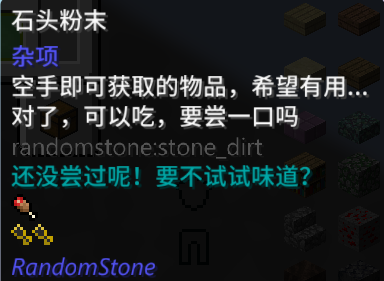 石头粉末
杂项
空手即可获取的物品，希望有用...
对了，可以吃，要尝一口吗
randomstone:stone_dirt
还没尝过呢！要不试试味道？
RandomStone